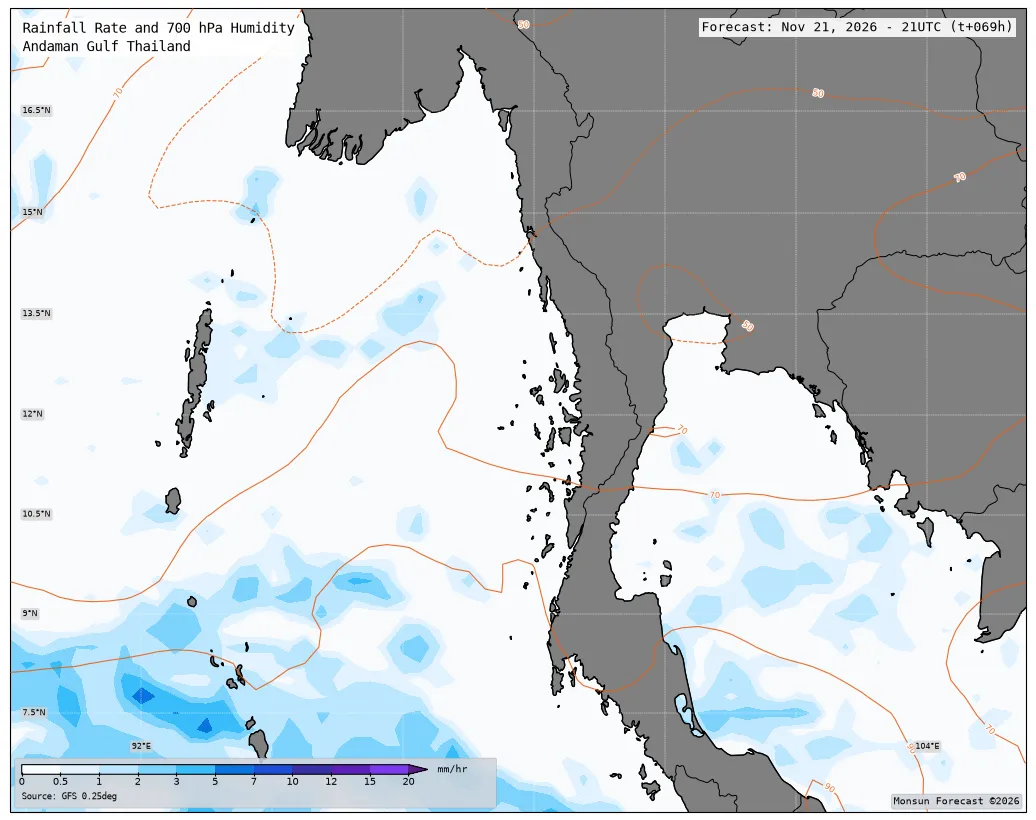 Rainfall Rate and 700 hPa Humidity
Andaman Gulf Thailand
Forecast: Nov 21, 2026 - 21UTC (t+069h)
50
70
50
16.5°N
70
15°N
13.5°N
50
12°N
70
70
10.5°N
9°N
7.5°N
92°E
90
104°E
70
90
mm/hr
0 0.5 1 2 3 5 7 10 12 15 20
Source: GFS 0.25deg
Monsun Forecast ©2026